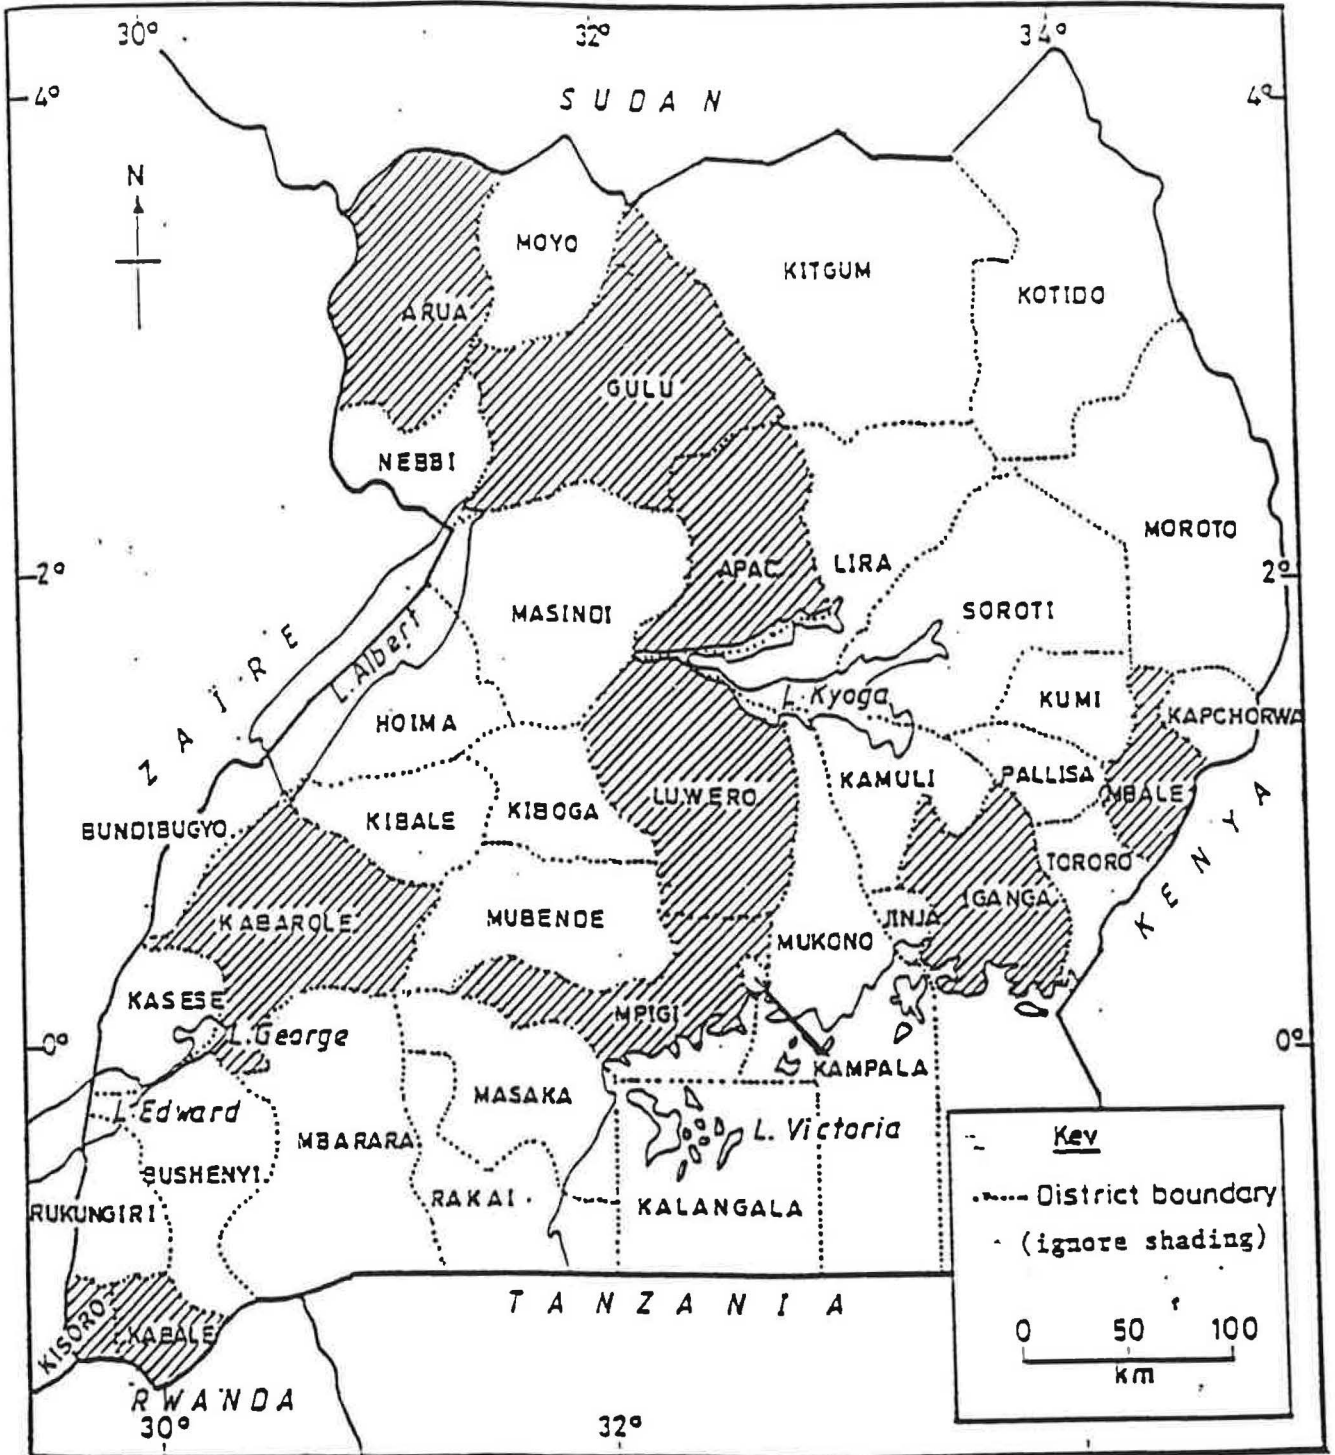 30° 32° 34°
4° SUDAN 4°
N
MOYO
KITGUM
KOTIDO
ARUA
GULU
NEBBI
MOROTO
2° APAC LIRA 2°
MASINDI SOROTI
ZAIRE
L. Albert
L. Kyoga
KUMI
KAPCHORWA
HOIMA
KAMULI PALLISA
LUWERO MBALE
KIBOGA
KIBALE
BUNDIBUGYO
KENYA
TORORO
IGANGA
KABAROLE MUBENDE JINJA
MUKONO
KASESE
MPIGI
0° L. George 0°
KAMPALA
MASAKA
L. Edward
L. Victoria
MBARARA
BUSHENYI
RAKAI
RUKUNGIRI KALANGALA
Key
District boundary
(ignore shading)
0 50 100
km
TANZANIA
KISORO
KABALE
RWANDA
30° 32°